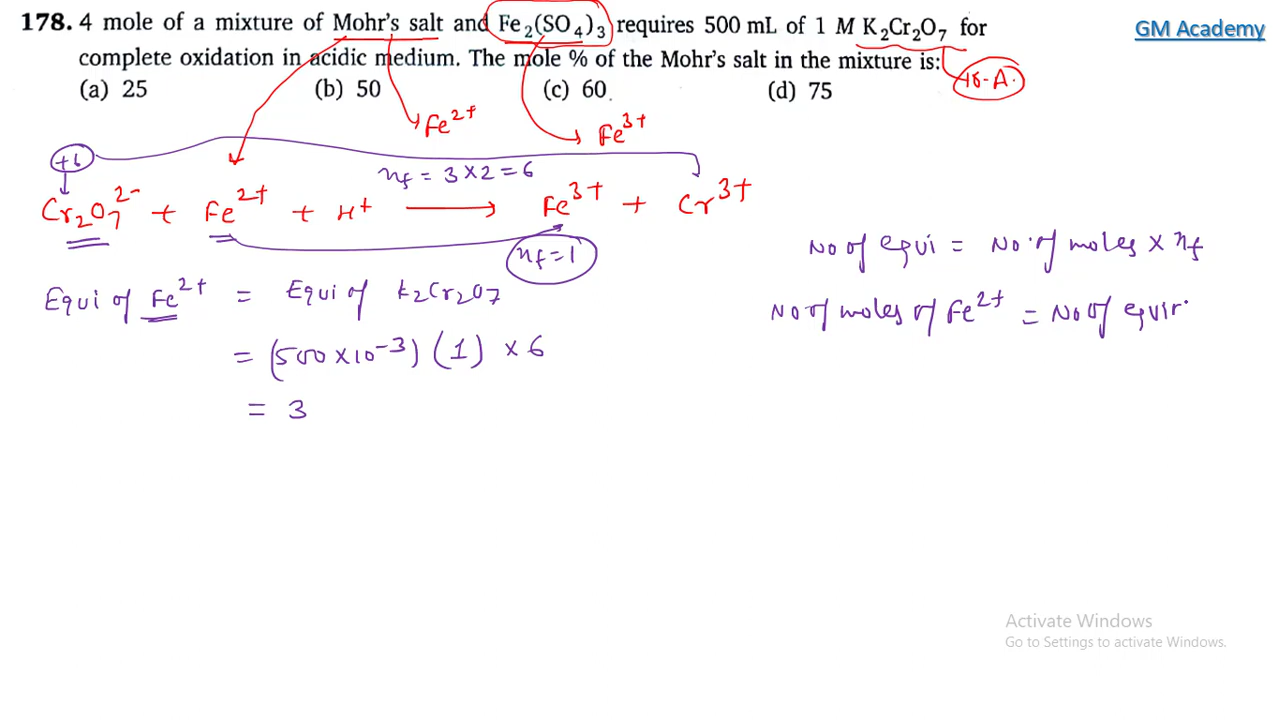 178. 4 mole of a mixture of Mohr's salt and Fe₂(SO₄)₃ requires 500 mL of 1 M K₂Cr₂O₇ for
GM Academy
complete oxidation in acidic medium. The mole % of the Mohr's salt in the mixture is:
(a) 25 (b) 50 (c) 60. (d) 75
Fe²⁺
Fe³⁺
+6
nf = 3 × 2 = 6
Cr₂O₇²⁻ + Fe²⁺ + H⁺ ⟶ Fe³⁺ + Cr³⁺
nf = 1
No of equi = No. of moles × nf
Equi of Fe²⁺ = Equi of K₂Cr₂O₇
No of moles of Fe²⁺ = No of equi
= (500 × 10⁻³) (1) × 6
= 3
Activate Windows
Go to Settings to activate Windows.